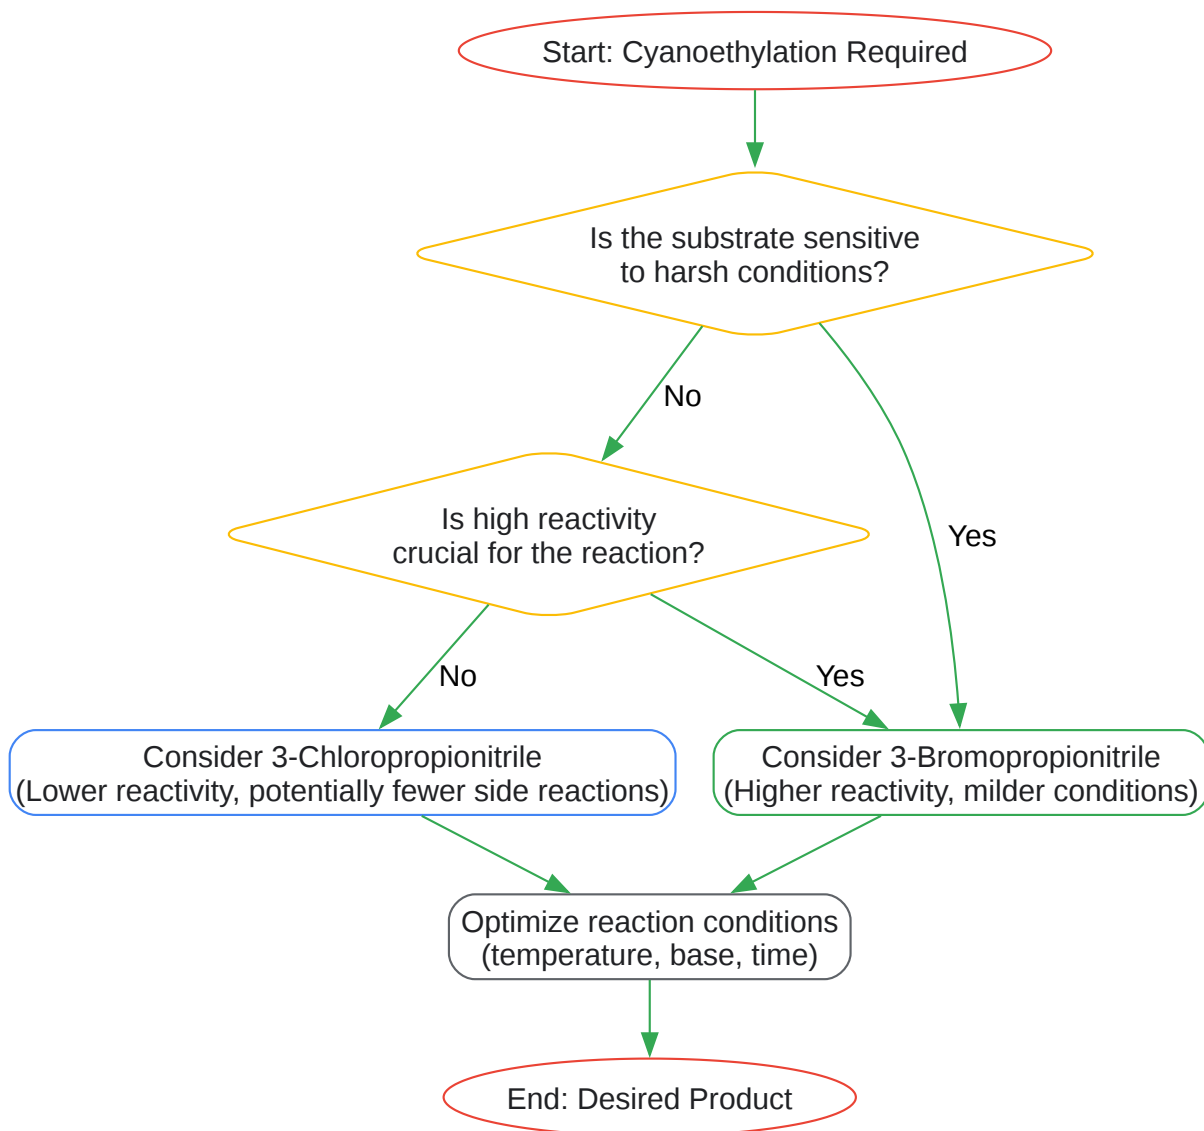 Start: Cyanoethylation Required
Is the substrate sensitive
to harsh conditions?
No
Is high reactivity
crucial for the reaction?
Yes
No
Yes
Consider 3-Chloropropionitrile
(Lower reactivity, potentially fewer side reactions)
Consider 3-Bromopropionitrile
(Higher reactivity, milder conditions)
Optimize reaction conditions
(temperature, base, time)
End: Desired Product